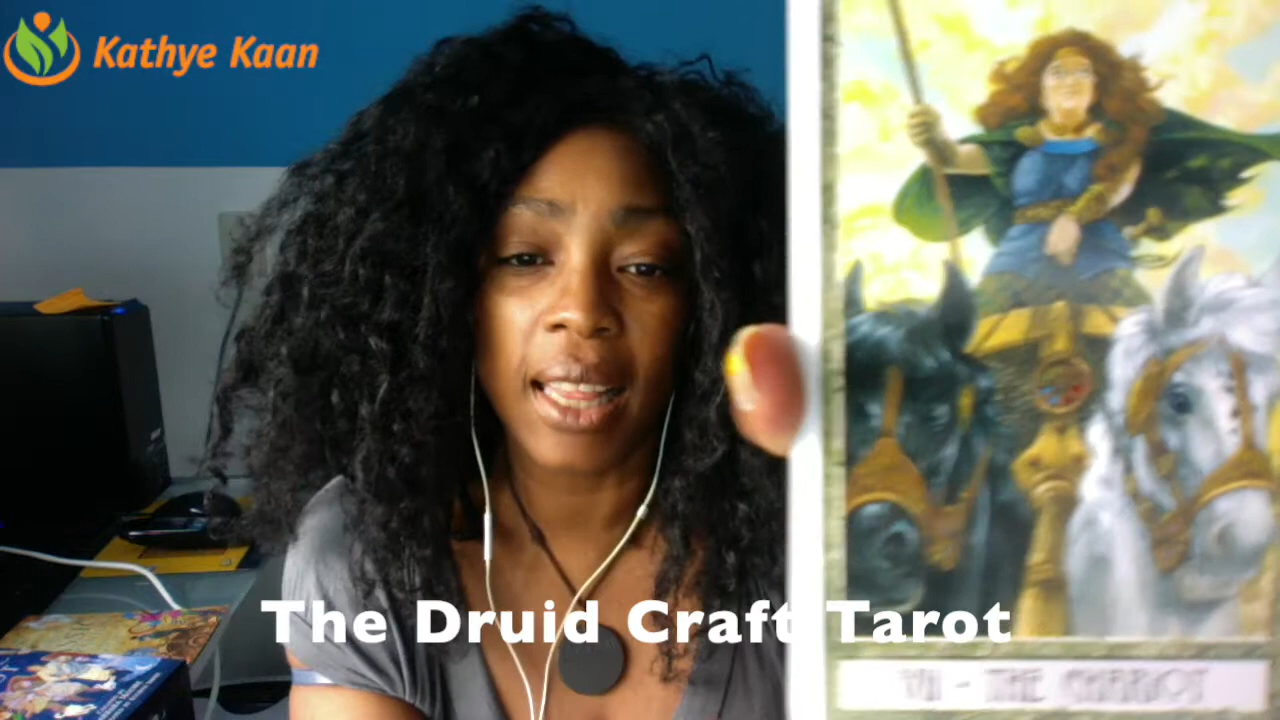 Kathye Kaan
The Druid Craft Tarot
VII - THE CHARIOT